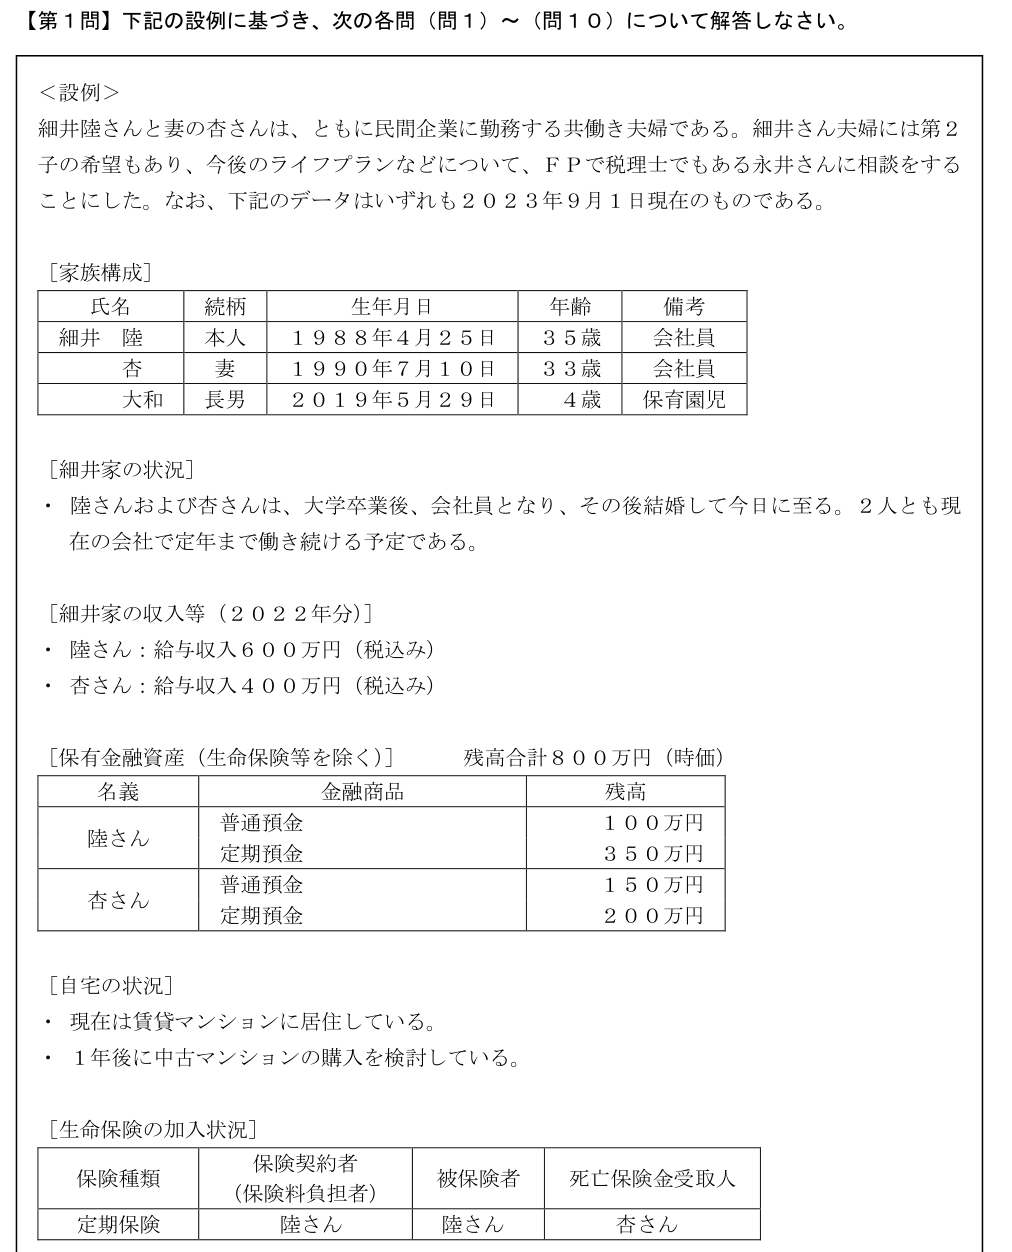 【第１問】下記の設例に基づき、次の各問（問１）～（問１０）について解答しなさい。
＜設例＞
細井陸さんと妻の杏さんは、ともに民間企業に勤務する共働き夫婦である。細井さん夫婦には第２
子の希望もあり、今後のライフプランなどについて、ＦＰで税理士でもある永井さんに相談をする
ことにした。なお、下記のデータはいずれも２０２３年９月１日現在のものである。
［家族構成］
氏名 続柄 生年月日 年齢 備考
細井　陸 本人 １９８８年４月２５日 ３５歳 会社員
杏 妻 １９９０年７月１０日 ３３歳 会社員
大和 長男 ２０１９年５月２９日 ４歳 保育園児
［細井家の状況］
・ 陸さんおよび杏さんは、大学卒業後、会社員となり、その後結婚して今日に至る。２人とも現
在の会社で定年まで働き続ける予定である。
［細井家の収入等（２０２２年分）］
・ 陸さん：給与収入６００万円（税込み）
・ 杏さん：給与収入４００万円（税込み）
［保有金融資産（生命保険等を除く）］ 残高合計８００万円（時価）
名義 金融商品 残高
陸さん 普通預金 １００万円
定期預金 ３５０万円
杏さん 普通預金 １５０万円
定期預金 ２００万円
［自宅の状況］
・ 現在は賃貸マンションに居住している。
・ １年後に中古マンションの購入を検討している。
［生命保険の加入状況］
保険種類 保険契約者 被保険者 死亡保険金受取人
（保険料負担者）
定期保険 陸さん 陸さん 杏さん